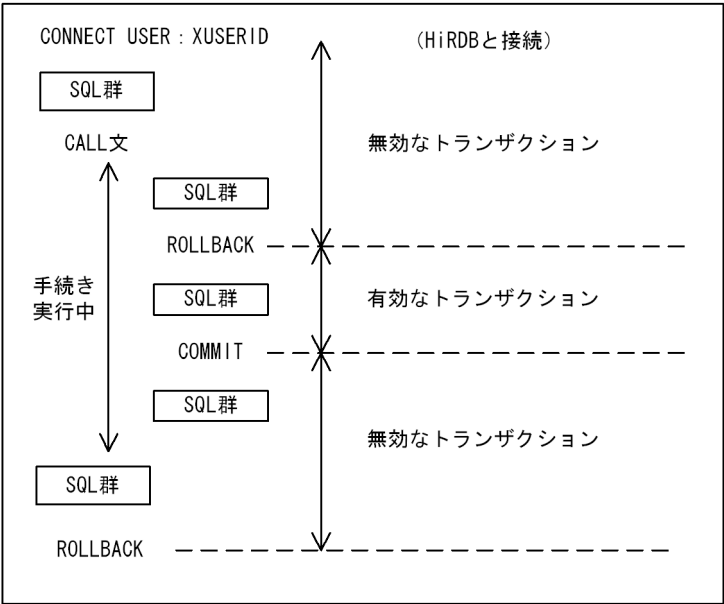 CONNECT USER：XUSERID
（HiRDBと接続）
SQL群
CALL文
無効なトランザクション
SQL群
ROLLBACK
手続き
実行中
SQL群
有効なトランザクション
COMMIT
SQL群
無効なトランザクション
SQL群
ROLLBACK